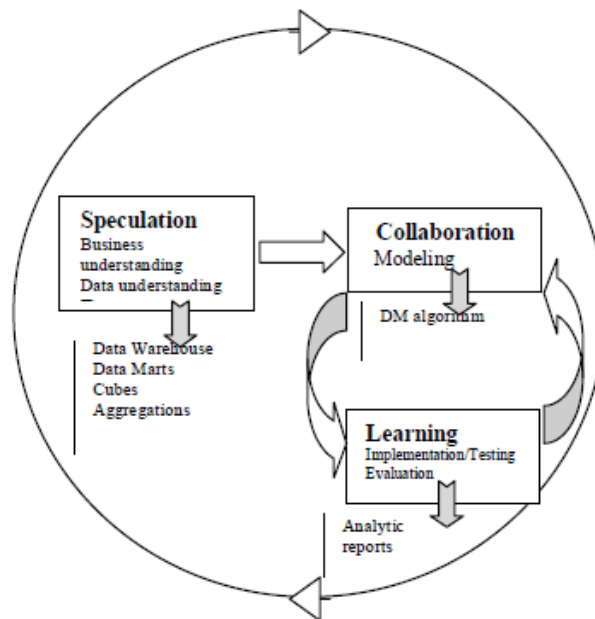 Speculation
Business
understanding
Data understanding
Data Warehouse
Data Marts
Cubes
Aggregations
Collaboration
Modeling
DM algorithm
Learning
Implementation/Testing
Evaluation
Analytic
reports